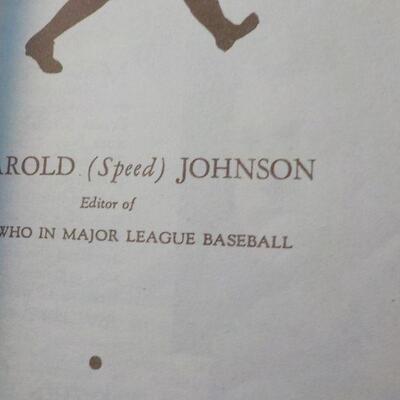 AROLD (Speed) JOHNSON
Editor of
WHO IN MAJOR LEAGUE BASEBALL